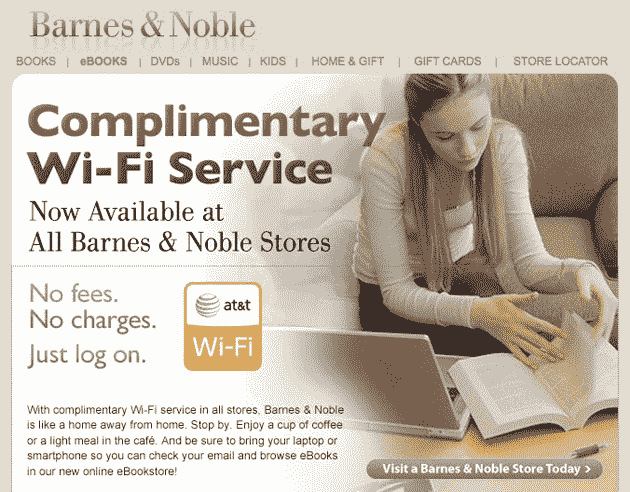 Barnes & Noble
BOOKS | eBOOKS | DVDs | MUSIC | KIDS | HOME & GIFT | GIFT CARDS | STORE LOCATOR
Complimentary
Wi-Fi Service
Now Available at
All Barnes & Noble Stores
No fees.
No charges.
Just log on.
at&t
Wi-Fi
With complimentary Wi-Fi service in all stores, Barnes & Noble
is like a home away from home. Stop by. Enjoy a cup of coffee
or a light meal in the café. And be sure to bring your laptop or
smartphone so you can check your email and browse eBooks
in our new online eBookstore!
Visit a Barnes & Noble Store Today >